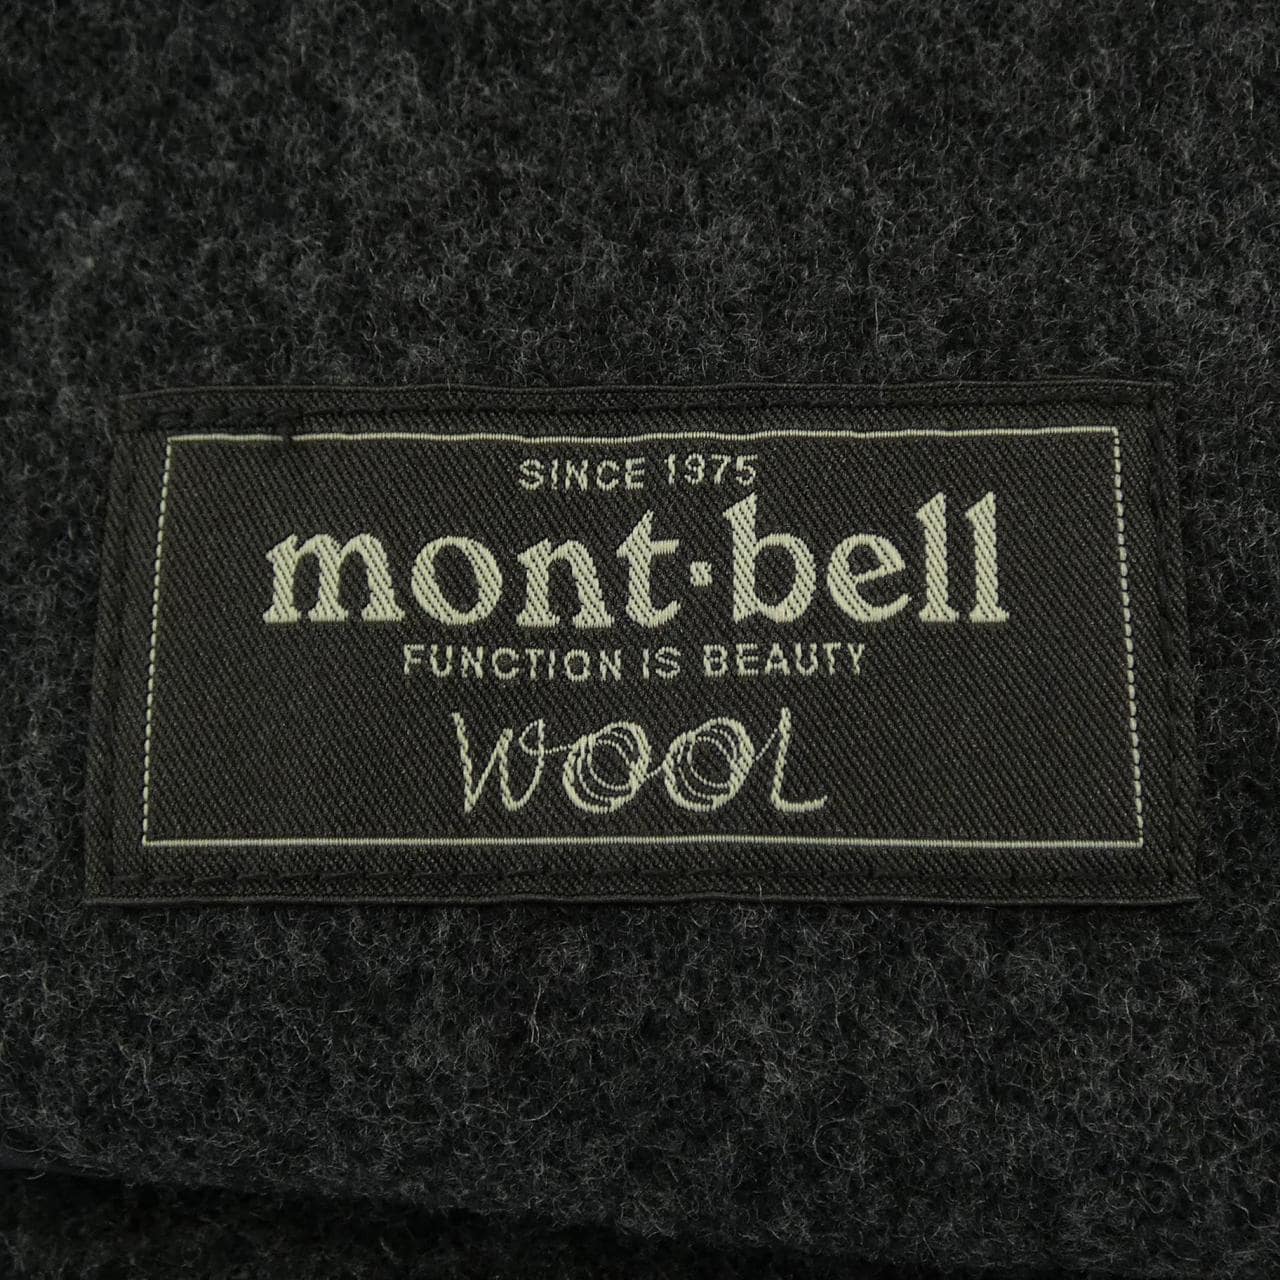 SINCE 1975
mont·bell
FUNCTION IS BEAUTY
WOOL